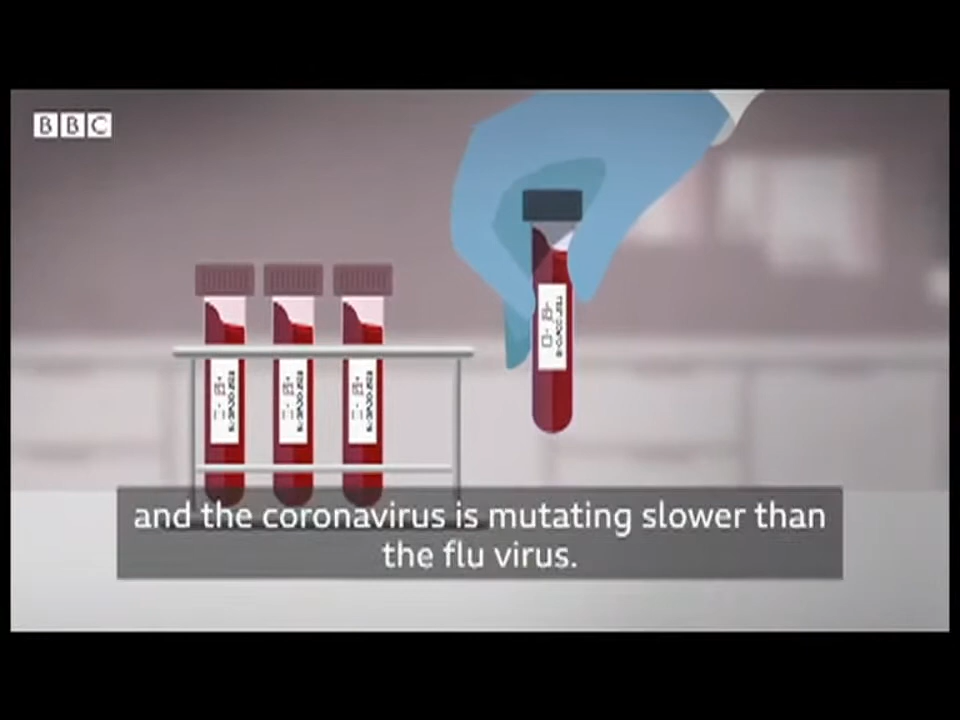 BBC
and the coronavirus is mutating slower than
the flu virus.